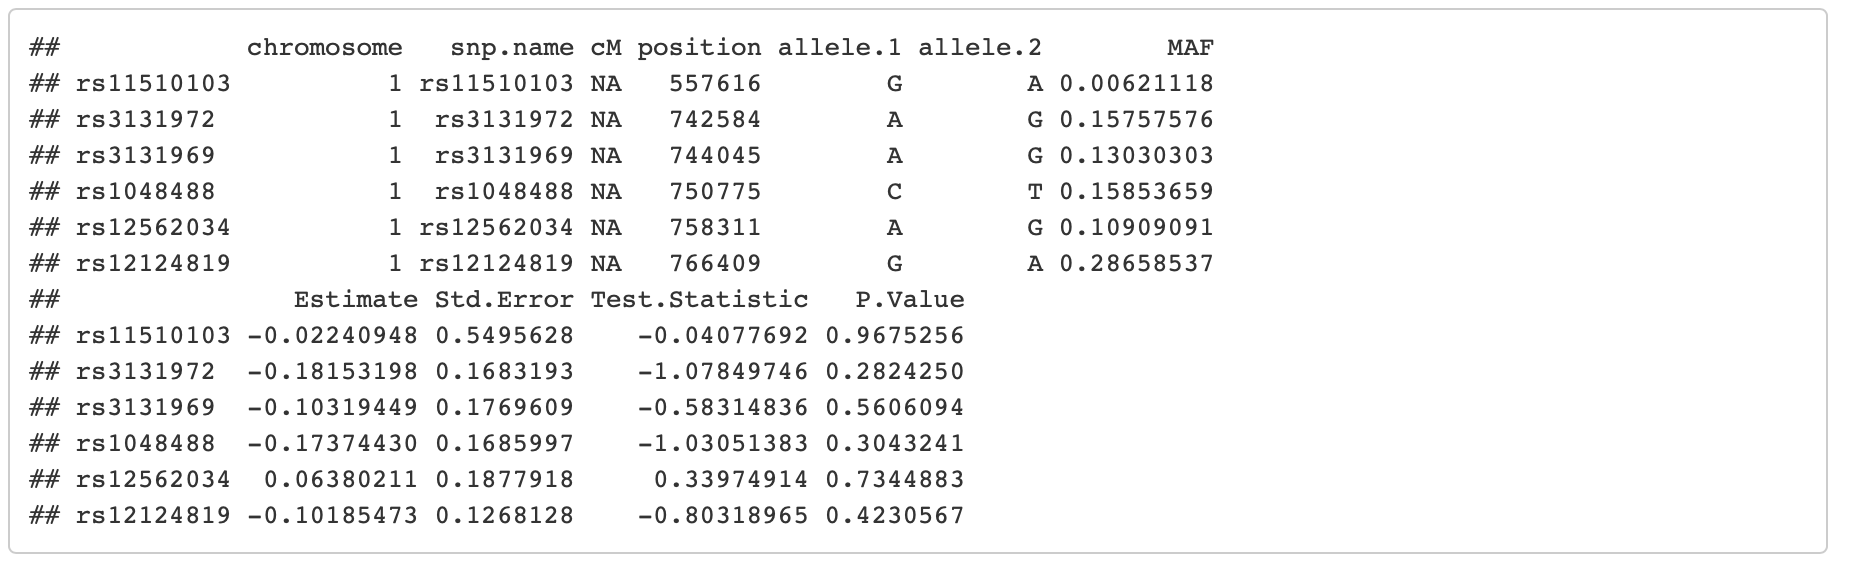 ##            chromosome   snp.name cM position allele.1 allele.2        MAF
## rs11510103          1 rs11510103 NA   557616        G        A 0.00621118
## rs3131972           1  rs3131972 NA   742584        A        G 0.15757576
## rs3131969           1  rs3131969 NA   744045        A        G 0.13030303
## rs1048488           1  rs1048488 NA   750775        C        T 0.15853659
## rs12562034          1 rs12562034 NA   758311        A        G 0.10909091
## rs12124819          1 rs12124819 NA   766409        G        A 0.28658537
##               Estimate Std.Error Test.Statistic   P.Value
## rs11510103 -0.02240948 0.5495628    -0.04077692 0.9675256
## rs3131972  -0.18153198 0.1683193    -1.07849746 0.2824250
## rs3131969  -0.10319449 0.1769609    -0.58314836 0.5606094
## rs1048488  -0.17374430 0.1685997    -1.03051383 0.3043241
## rs12562034  0.06380211 0.1877918     0.33974914 0.7344883
## rs12124819 -0.10185473 0.1268128    -0.80318965 0.4230567